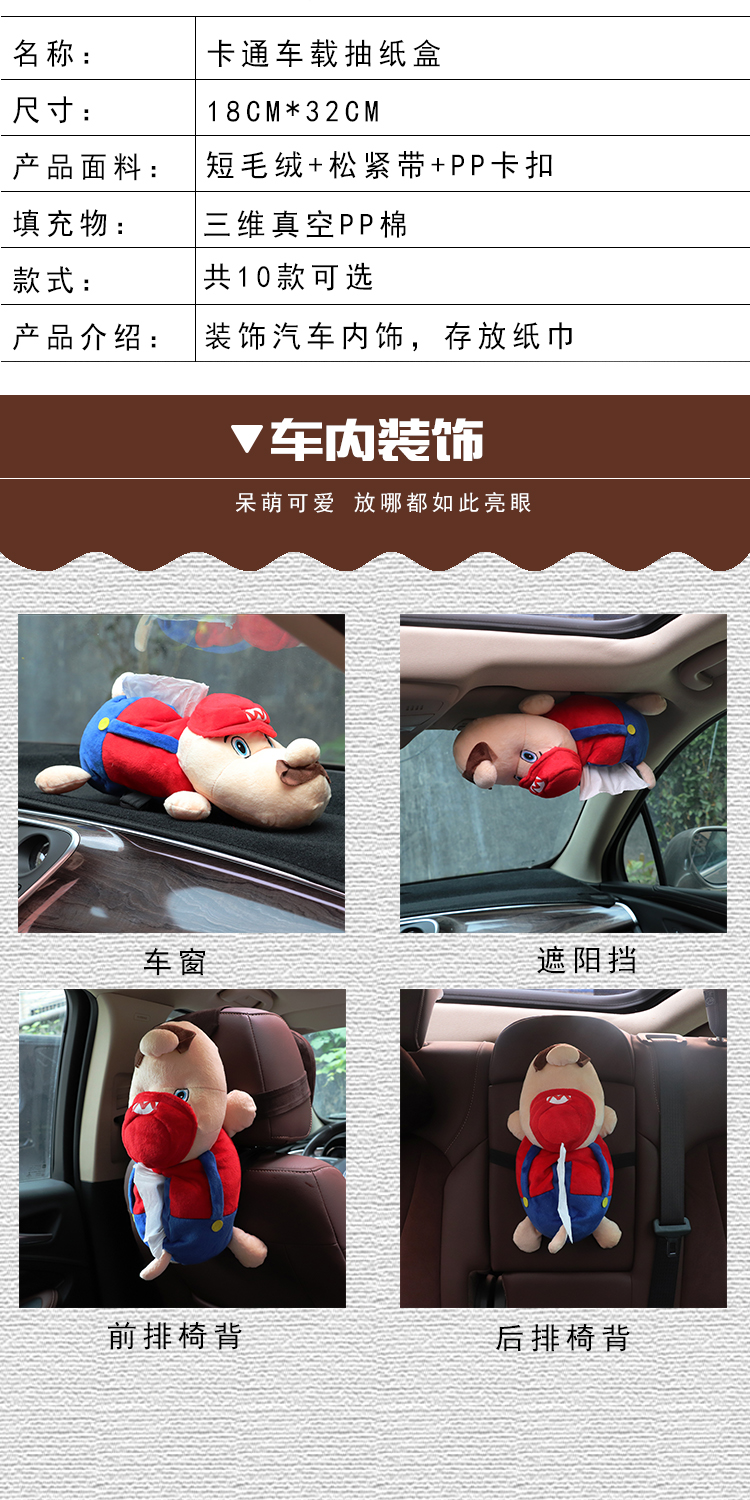 名称： 卡通车载抽纸盒
尺寸： 18CM*32CM
产品面料： 短毛绒+松紧带+PP卡扣
填充物： 三维真空PP棉
款式： 共10款可选
产品介绍： 装饰汽车内饰，存放纸巾
▼车内装饰
呆萌可爱 放哪都如此亮眼
车窗
遮阳挡
前排椅背
后排椅背